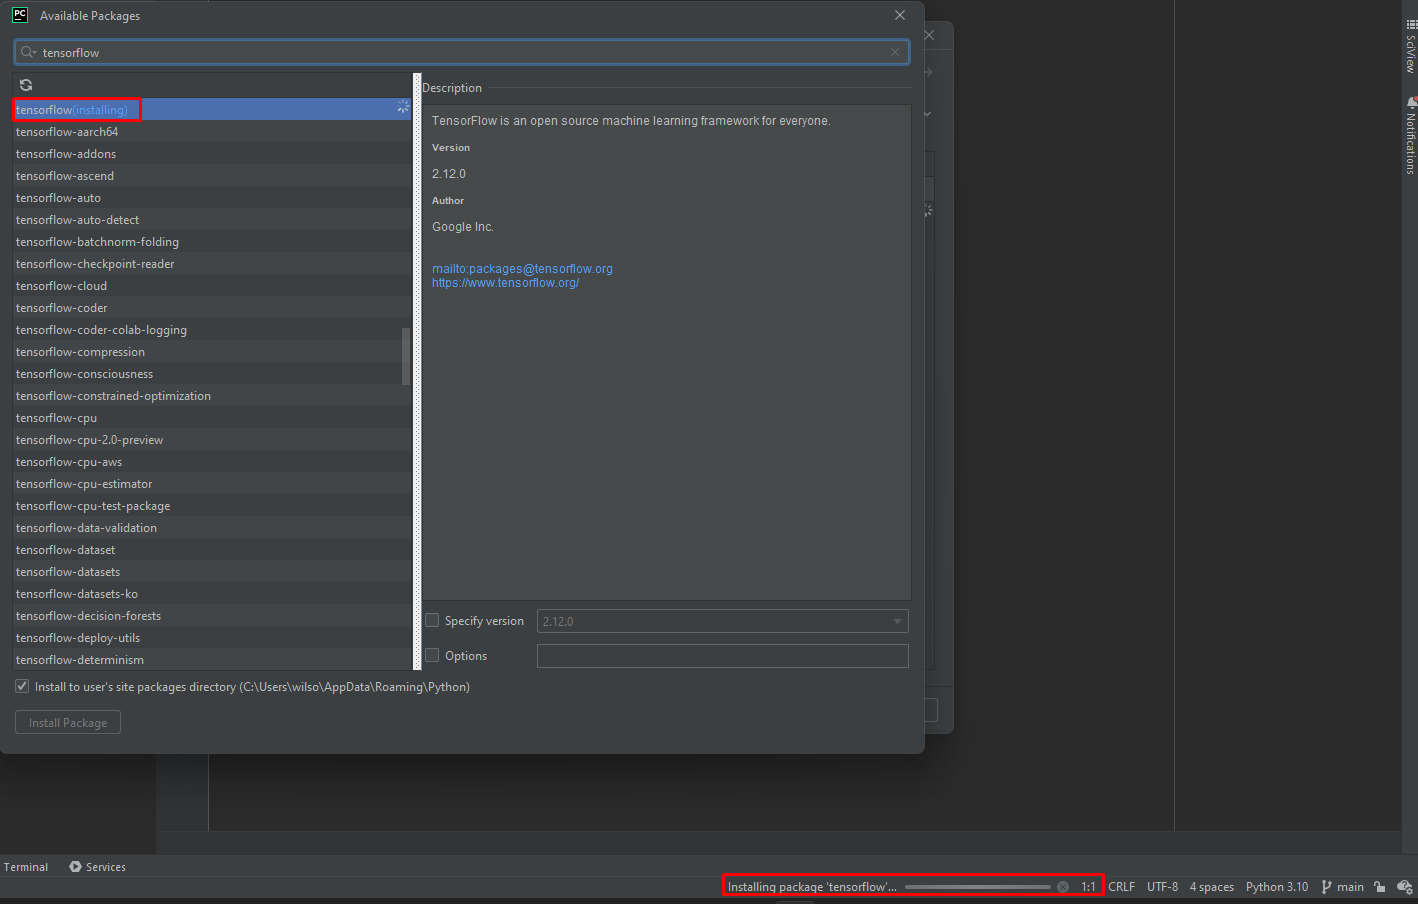 PC Available Packages
tensorflow
tensorflow(installing)
tensorflow-aarch64
tensorflow-addons
tensorflow-ascend
tensorflow-auto
tensorflow-auto-detect
tensorflow-batchnorm-folding
tensorflow-checkpoint-reader
tensorflow-cloud
tensorflow-coder
tensorflow-coder-colab-logging
tensorflow-compression
tensorflow-consciousness
tensorflow-constrained-optimization
tensorflow-cpu
tensorflow-cpu-2.0-preview
tensorflow-cpu-aws
tensorflow-cpu-estimator
tensorflow-cpu-test-package
tensorflow-data-validation
tensorflow-dataset
tensorflow-datasets
tensorflow-datasets-ko
tensorflow-decision-forests
tensorflow-deploy-utils
tensorflow-determinism
Description
TensorFlow is an open source machine learning framework for everyone.
Version
2.12.0
Author
Google Inc.
mailto:packages@tensorflow.org
https://www.tensorflow.org/
Specify version 2.12.0
Options
Install to user's site packages directory (C:\Users\wilso\AppData\Roaming\Python)
Install Package
SciView
Notifications
Terminal Services
Installing package 'tensorflow'... 1:1 CRLF UTF-8 4 spaces Python 3.10 main